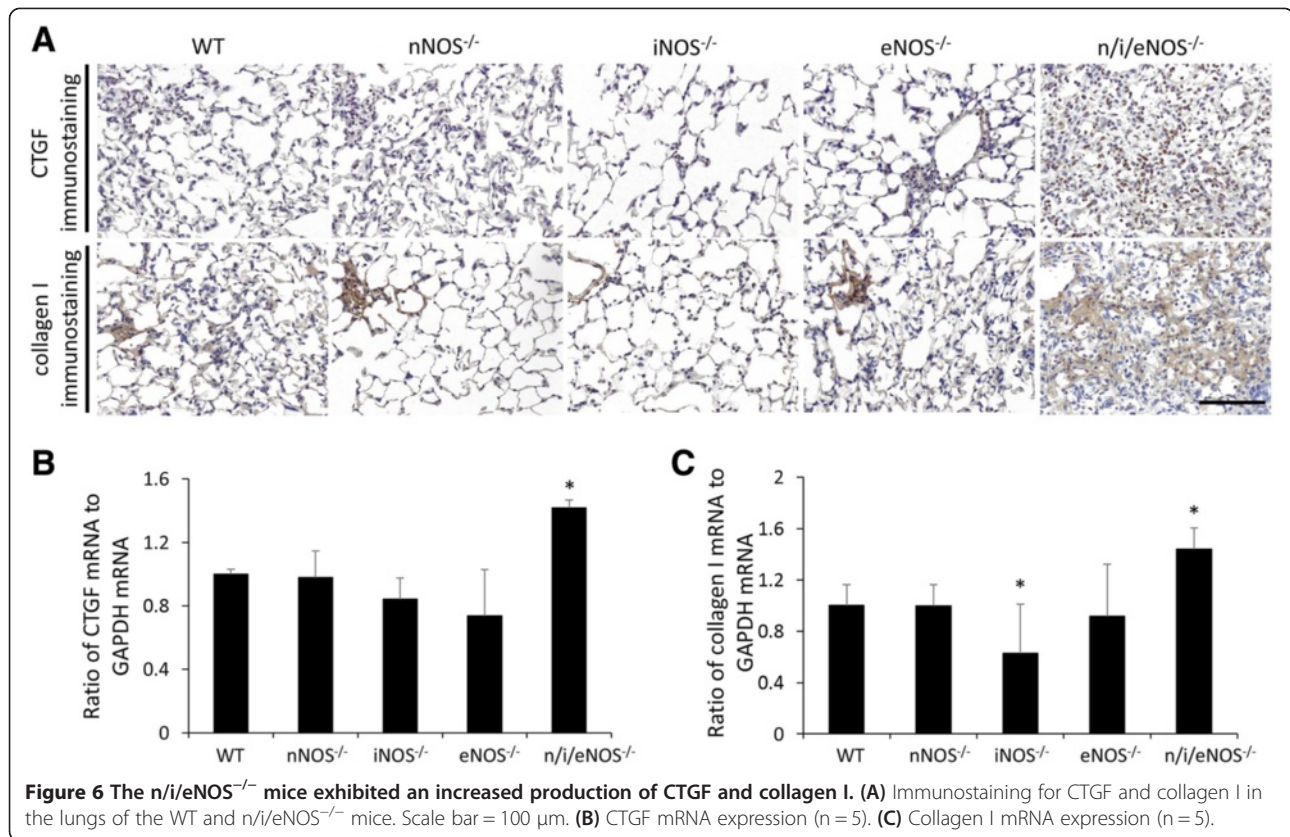 A
WT nNOS⁻/⁻ iNOS⁻/⁻ eNOS⁻/⁻ n/i/eNOS⁻/⁻
CTGF
immunostaining
collagen I
immunostaining
B
Ratio of CTGF mRNA to
GAPDH mRNA
1.6
1.2
0.8
0.4
0
*
WT nNOS⁻/⁻ iNOS⁻/⁻ eNOS⁻/⁻ n/i/eNOS⁻/⁻
C
Ratio of collagen I mRNA to
GAPDH mRNA
2
1.6
1.2
0.8
0.4
0
*
*
WT nNOS⁻/⁻ iNOS⁻/⁻ eNOS⁻/⁻ n/i/eNOS⁻/⁻
Figure 6 The n/i/eNOS⁻/⁻ mice exhibited an increased production of CTGF and collagen I. (A) Immunostaining for CTGF and collagen I in
the lungs of the WT and n/i/eNOS⁻/⁻ mice. Scale bar = 100 μm. (B) CTGF mRNA expression (n = 5). (C) Collagen I mRNA expression (n = 5).